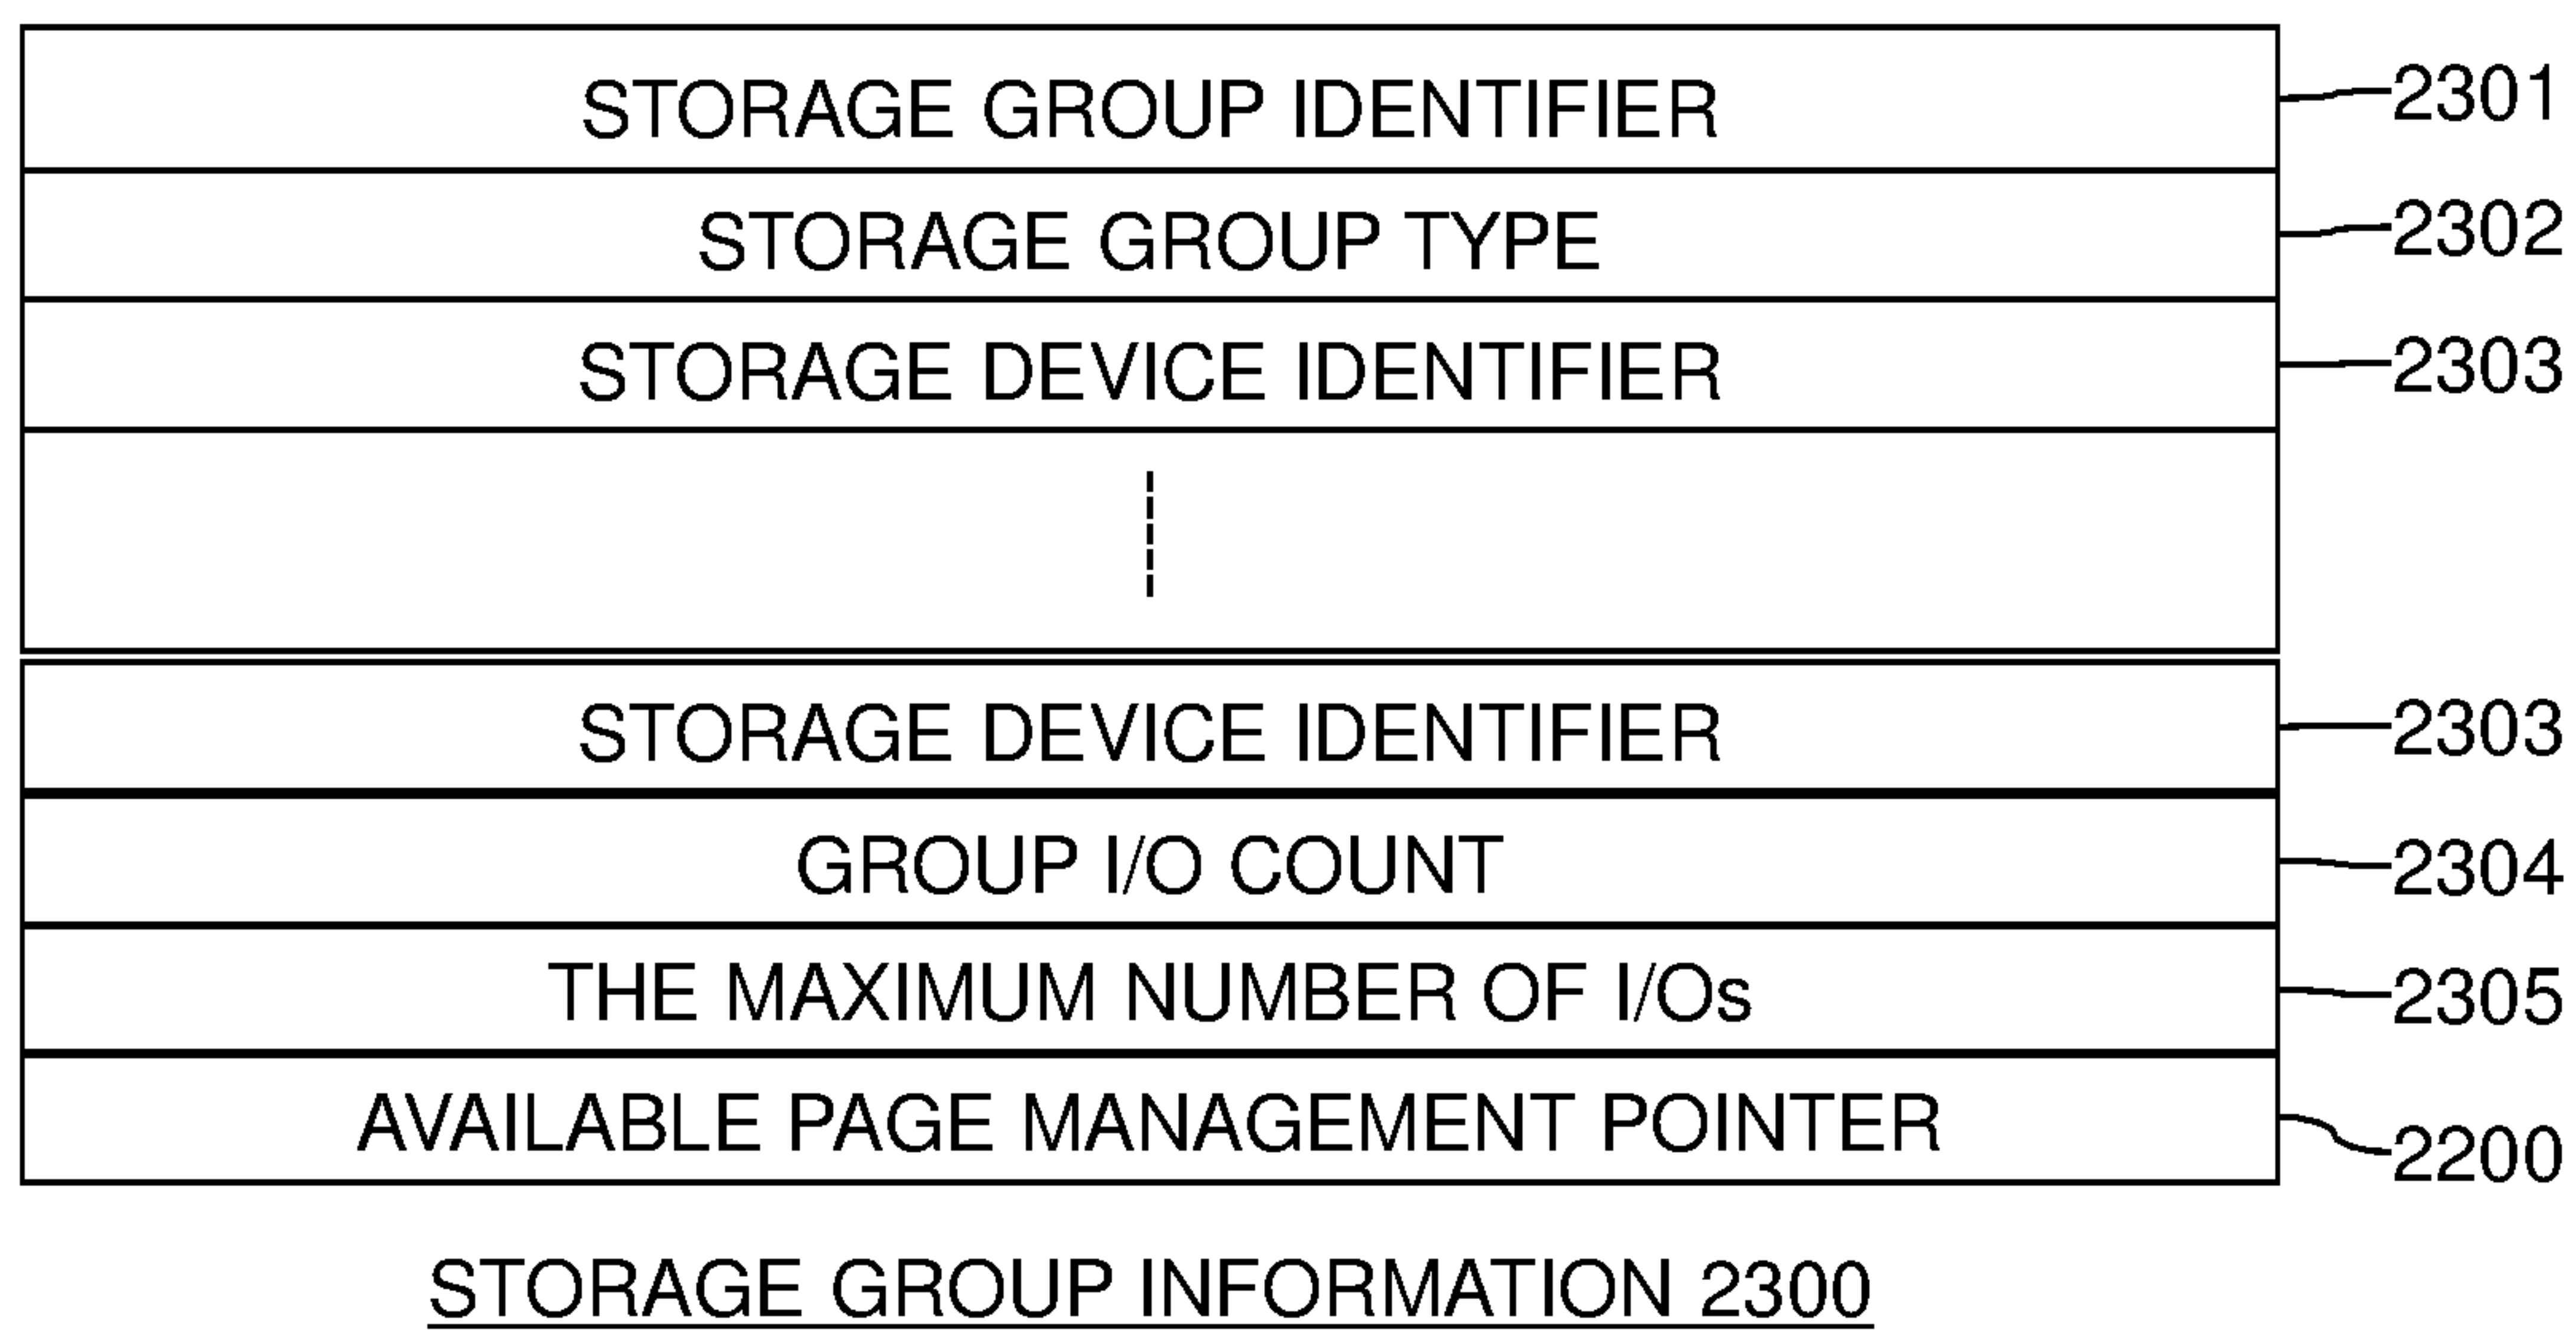 STORAGE GROUP IDENTIFIER 2301
STORAGE GROUP TYPE 2302
STORAGE DEVICE IDENTIFIER 2303
STORAGE DEVICE IDENTIFIER 2303
GROUP I/O COUNT 2304
THE MAXIMUM NUMBER OF I/Os 2305
AVAILABLE PAGE MANAGEMENT POINTER 2200
STORAGE GROUP INFORMATION 2300